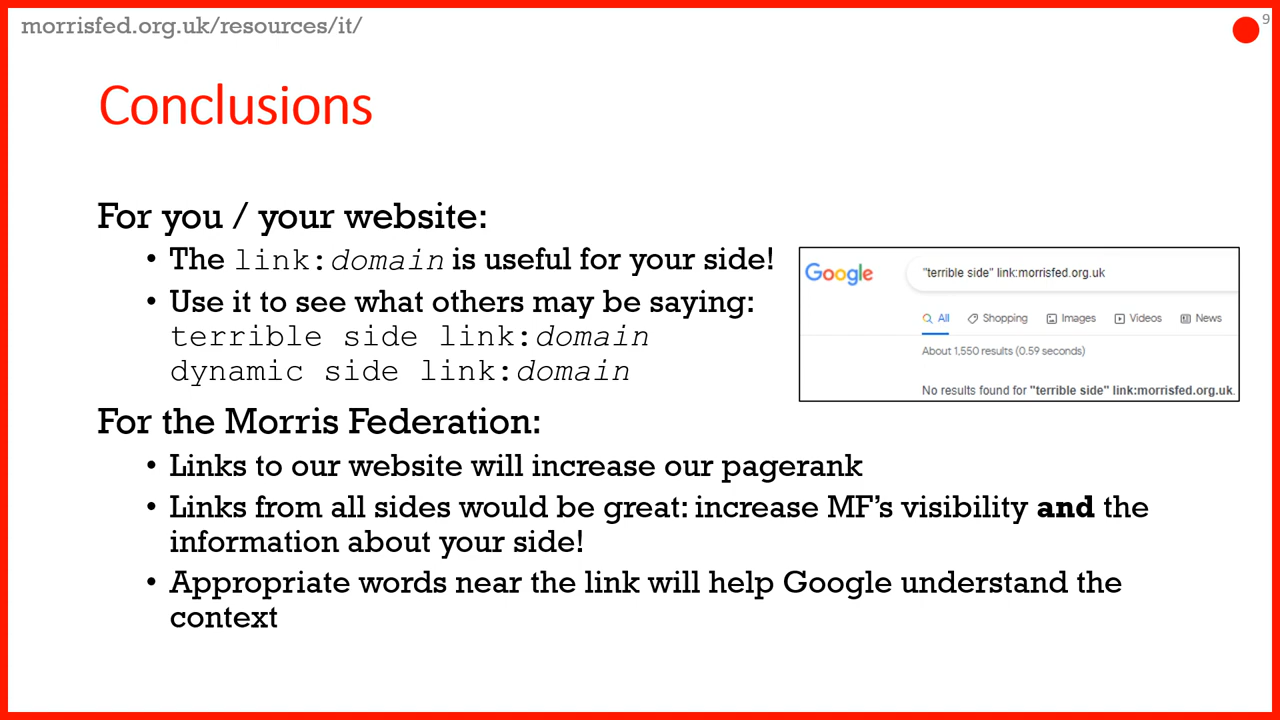 morrisfed.org.uk/resources/it/
9
Conclusions
For you / your website:
• The link:domain is useful for your side!
• Use it to see what others may be saying:
terrible side link:domain
dynamic side link:domain
Google
"terrible side" link:morrisfed.org.uk
All Shopping Images Videos News
About 1,550 results (0.59 seconds)
No results found for "terrible side" link:morrisfed.org.uk.
For the Morris Federation:
• Links to our website will increase our pagerank
• Links from all sides would be great: increase MF’s visibility and the
information about your side!
• Appropriate words near the link will help Google understand the
context